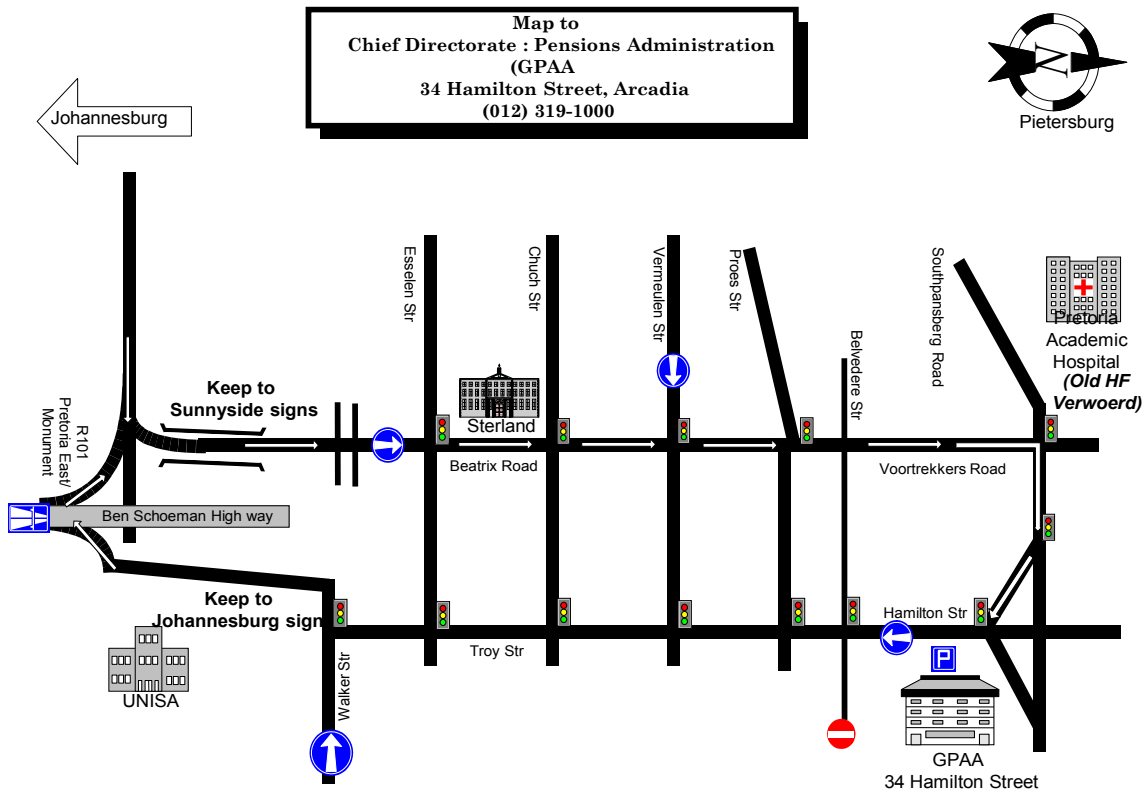 Map to
Chief Directorate : Pensions Administration
(GPAA
34 Hamilton Street, Arcadia
(012) 319-1000
N
Pietersburg
Johannesburg
Esselen Str
Chuch Str
Vermeulen Str
Proes Str
Belvedere Str
Southpansberg Road
Pretoria
Academic
Hospital
(Old HF
Verwoerd)
Keep to
Sunnyside signs
R101
Pretoria East/
Monument
Sterland
Beatrix Road
Voortrekkers Road
Ben Schoeman High way
Keep to
Johannesburg sign
Hamilton Str
Troy Str
Walker Str
UNISA
P
GPAA
34 Hamilton Street